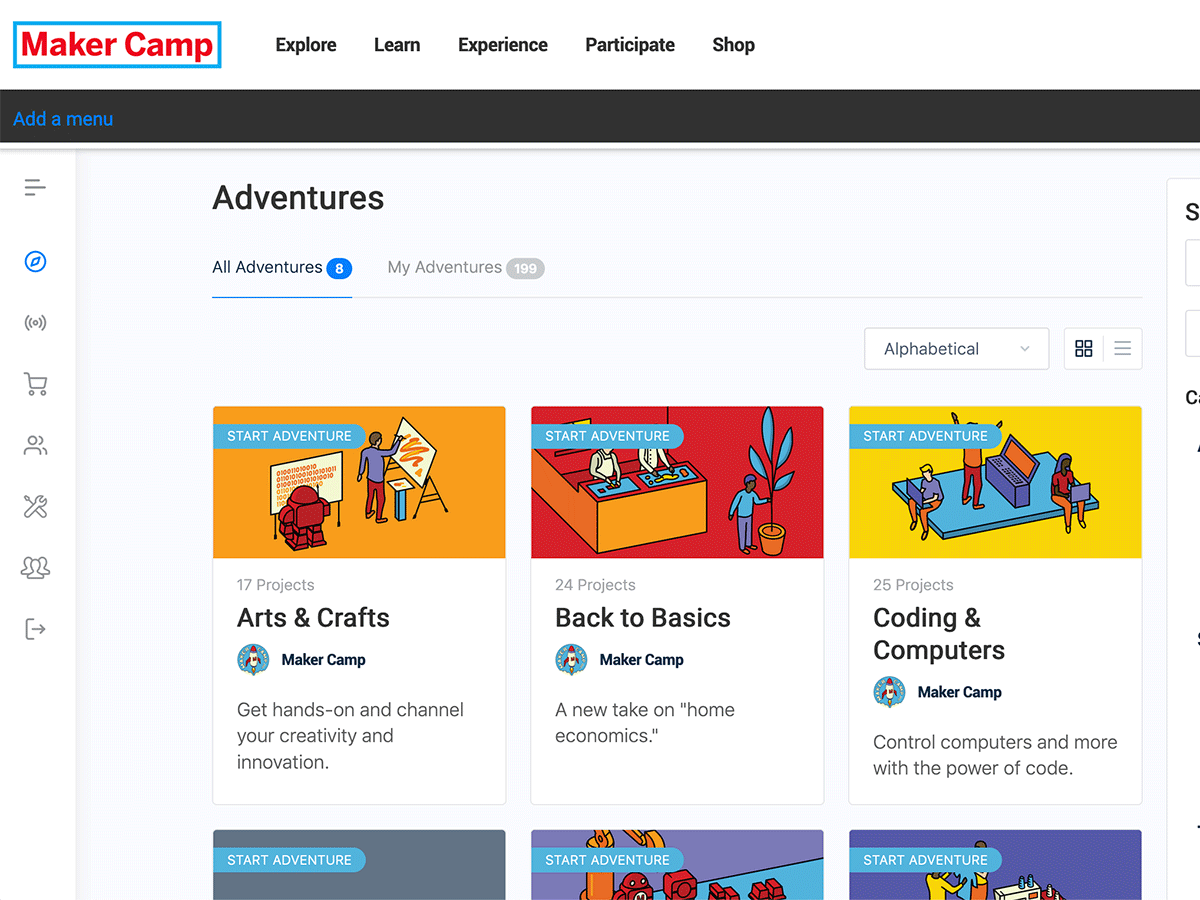 Maker Camp
Explore Learn Experience Participate Shop
Add a menu
Adventures
All Adventures 8 My Adventures 199
Alphabetical
START ADVENTURE
010011010010
17 Projects
Arts & Crafts
Maker Camp
Get hands-on and channel
your creativity and
innovation.
START ADVENTURE
24 Projects
Back to Basics
Maker Camp
A new take on "home
economics."
START ADVENTURE
25 Projects
Coding &
Computers
Maker Camp
Control computers and more
with the power of code.
START ADVENTURE
START ADVENTURE
START ADVENTURE